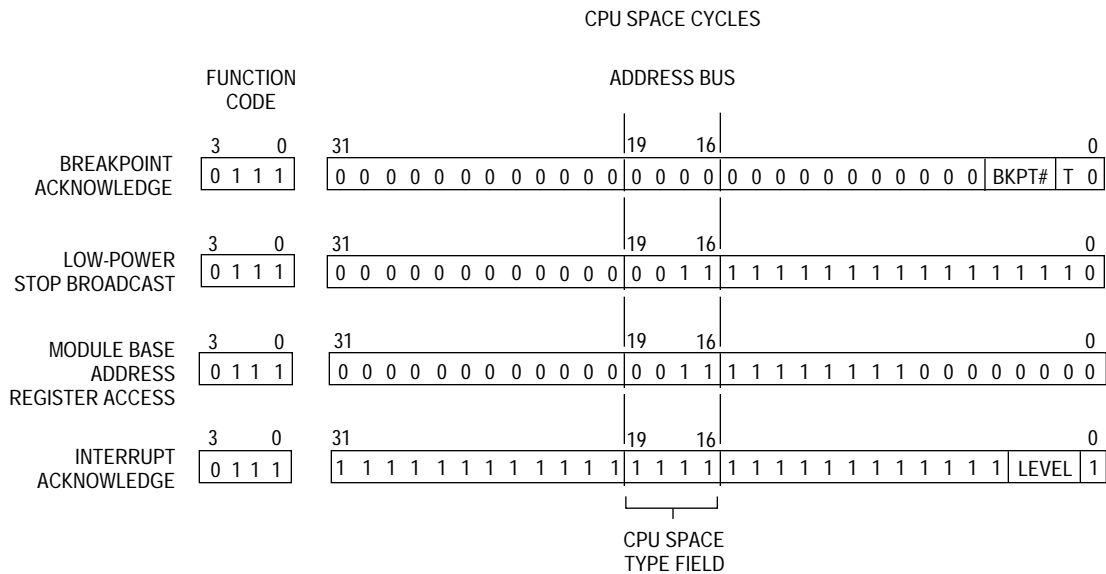 CPU SPACE CYCLES
FUNCTION
CODE
ADDRESS BUS
BREAKPOINT
ACKNOWLEDGE
3 0
0 1 1 1
31 19 16 0
0 0 0 0 0 0 0 0 0 0 0 0 0 0 0 0 0 0 0 0 0 0 0 0 0 0 0 BKPT# T 0
LOW-POWER
STOP BROADCAST
3 0
0 1 1 1
31 19 16 0
0 0 0 0 0 0 0 0 0 0 0 0 0 0 1 1 1 1 1 1 1 1 1 1 1 1 1 1 1 1 1 0
MODULE BASE
ADDRESS
REGISTER ACCESS
3 0
0 1 1 1
31 19 16 0
0 0 0 0 0 0 0 0 0 0 0 0 0 0 1 1 1 1 1 1 1 1 1 1 0 0 0 0 0 0 0 0
INTERRUPT
ACKNOWLEDGE
3 0
0 1 1 1
31 19 16 0
1 1 1 1 1 1 1 1 1 1 1 1 1 1 1 1 1 1 1 1 1 1 1 1 1 1 1 1 LEVEL 1
CPU SPACE
TYPE FIELD